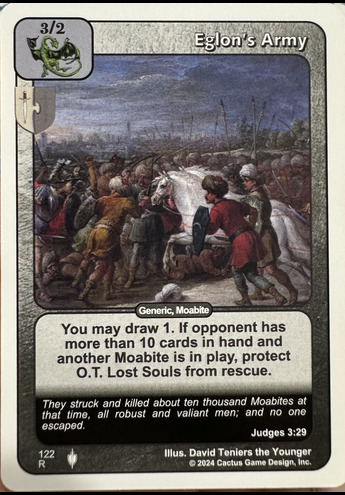 3/2
Eglon's Army
Generic, Moabite
You may draw 1. If opponent has
more than 10 cards in hand and
another Moabite is in play, protect
O.T. Lost Souls from rescue.
They struck and killed about ten thousand Moabites at
that time, all robust and valiant men; and no one
escaped.
Judges 3:29
122
R
Illus. David Teniers the Younger
© 2024 Cactus Game Design, Inc.